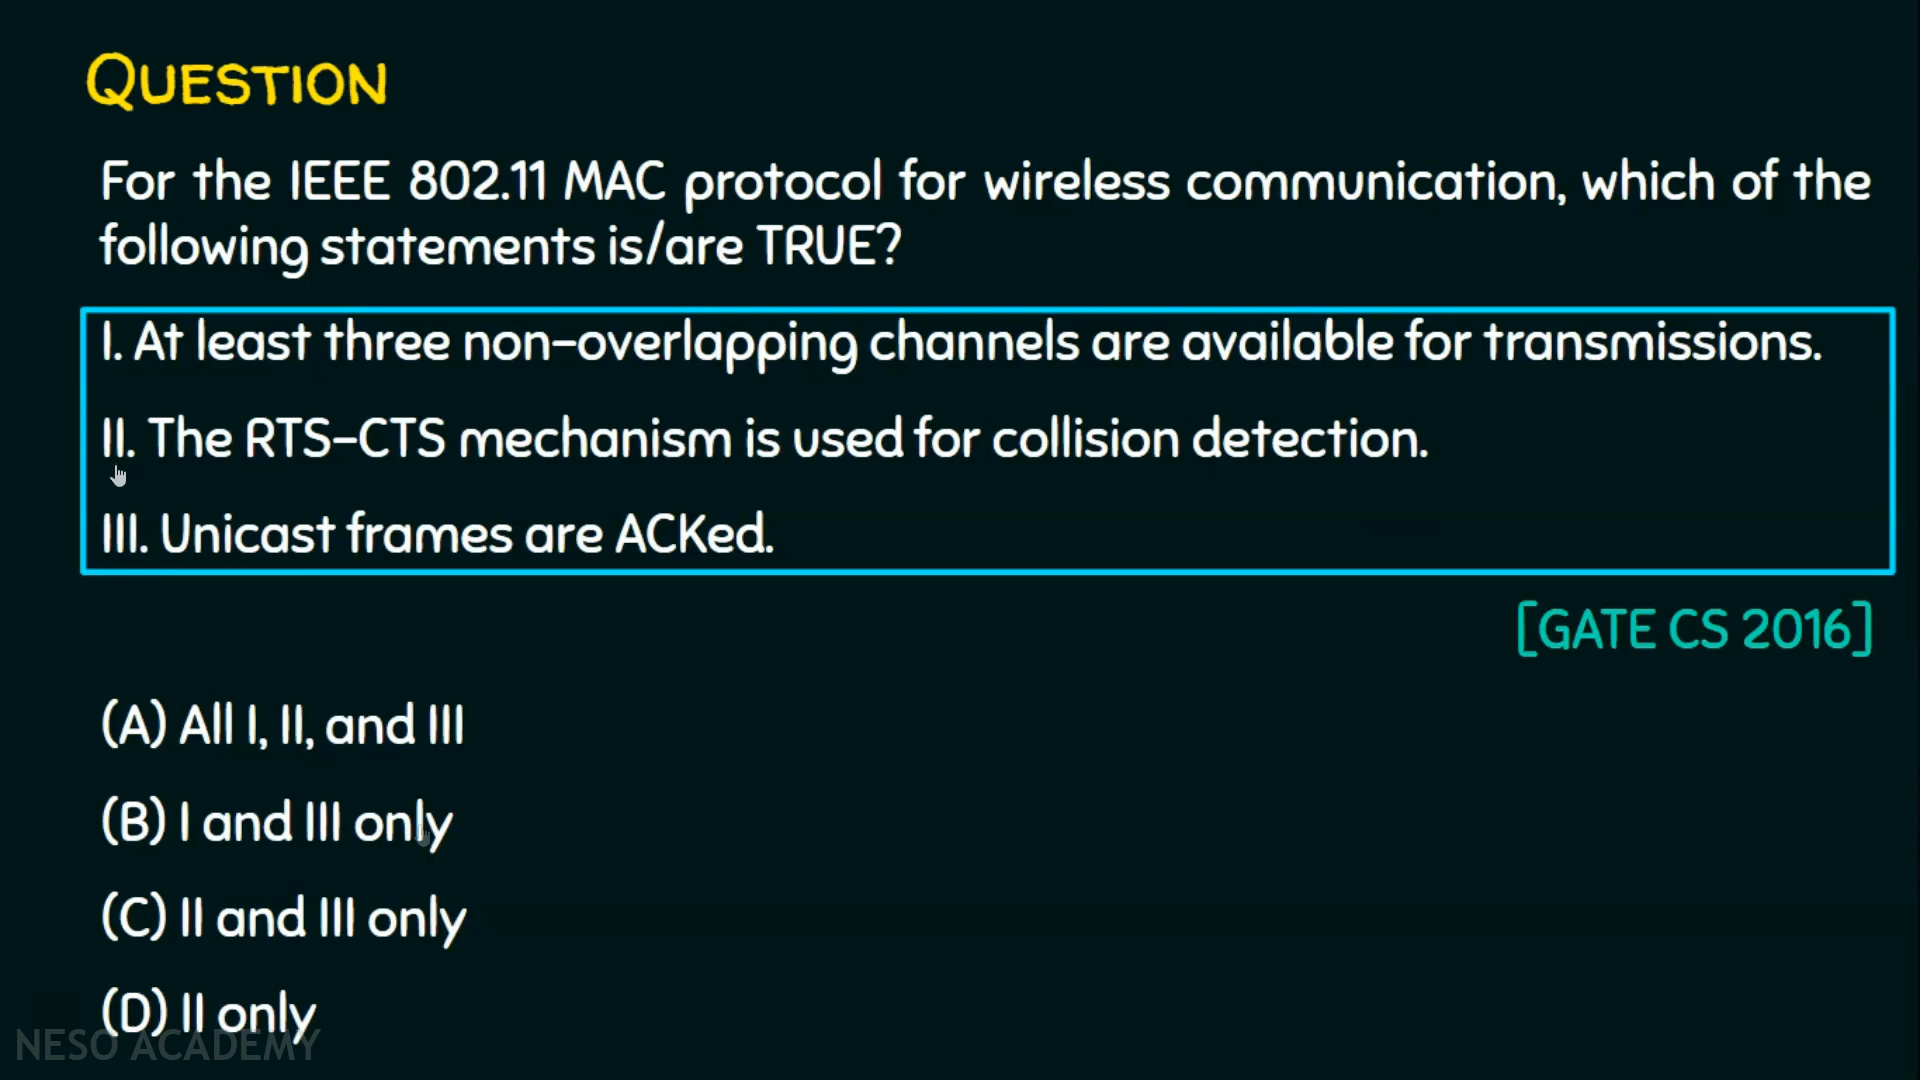 QUESTION
For the IEEE 802.11 MAC protocol for wireless communication, which of the
following statements is/are TRUE?
I. At least three non-overlapping channels are available for transmissions.
II. The RTS-CTS mechanism is used for collision detection.
III. Unicast frames are ACKed.
[GATE CS 2016]
(A) All I, II, and III
(B) I and III only
(C) II and III only
(D) II only
NESO ACADEMY